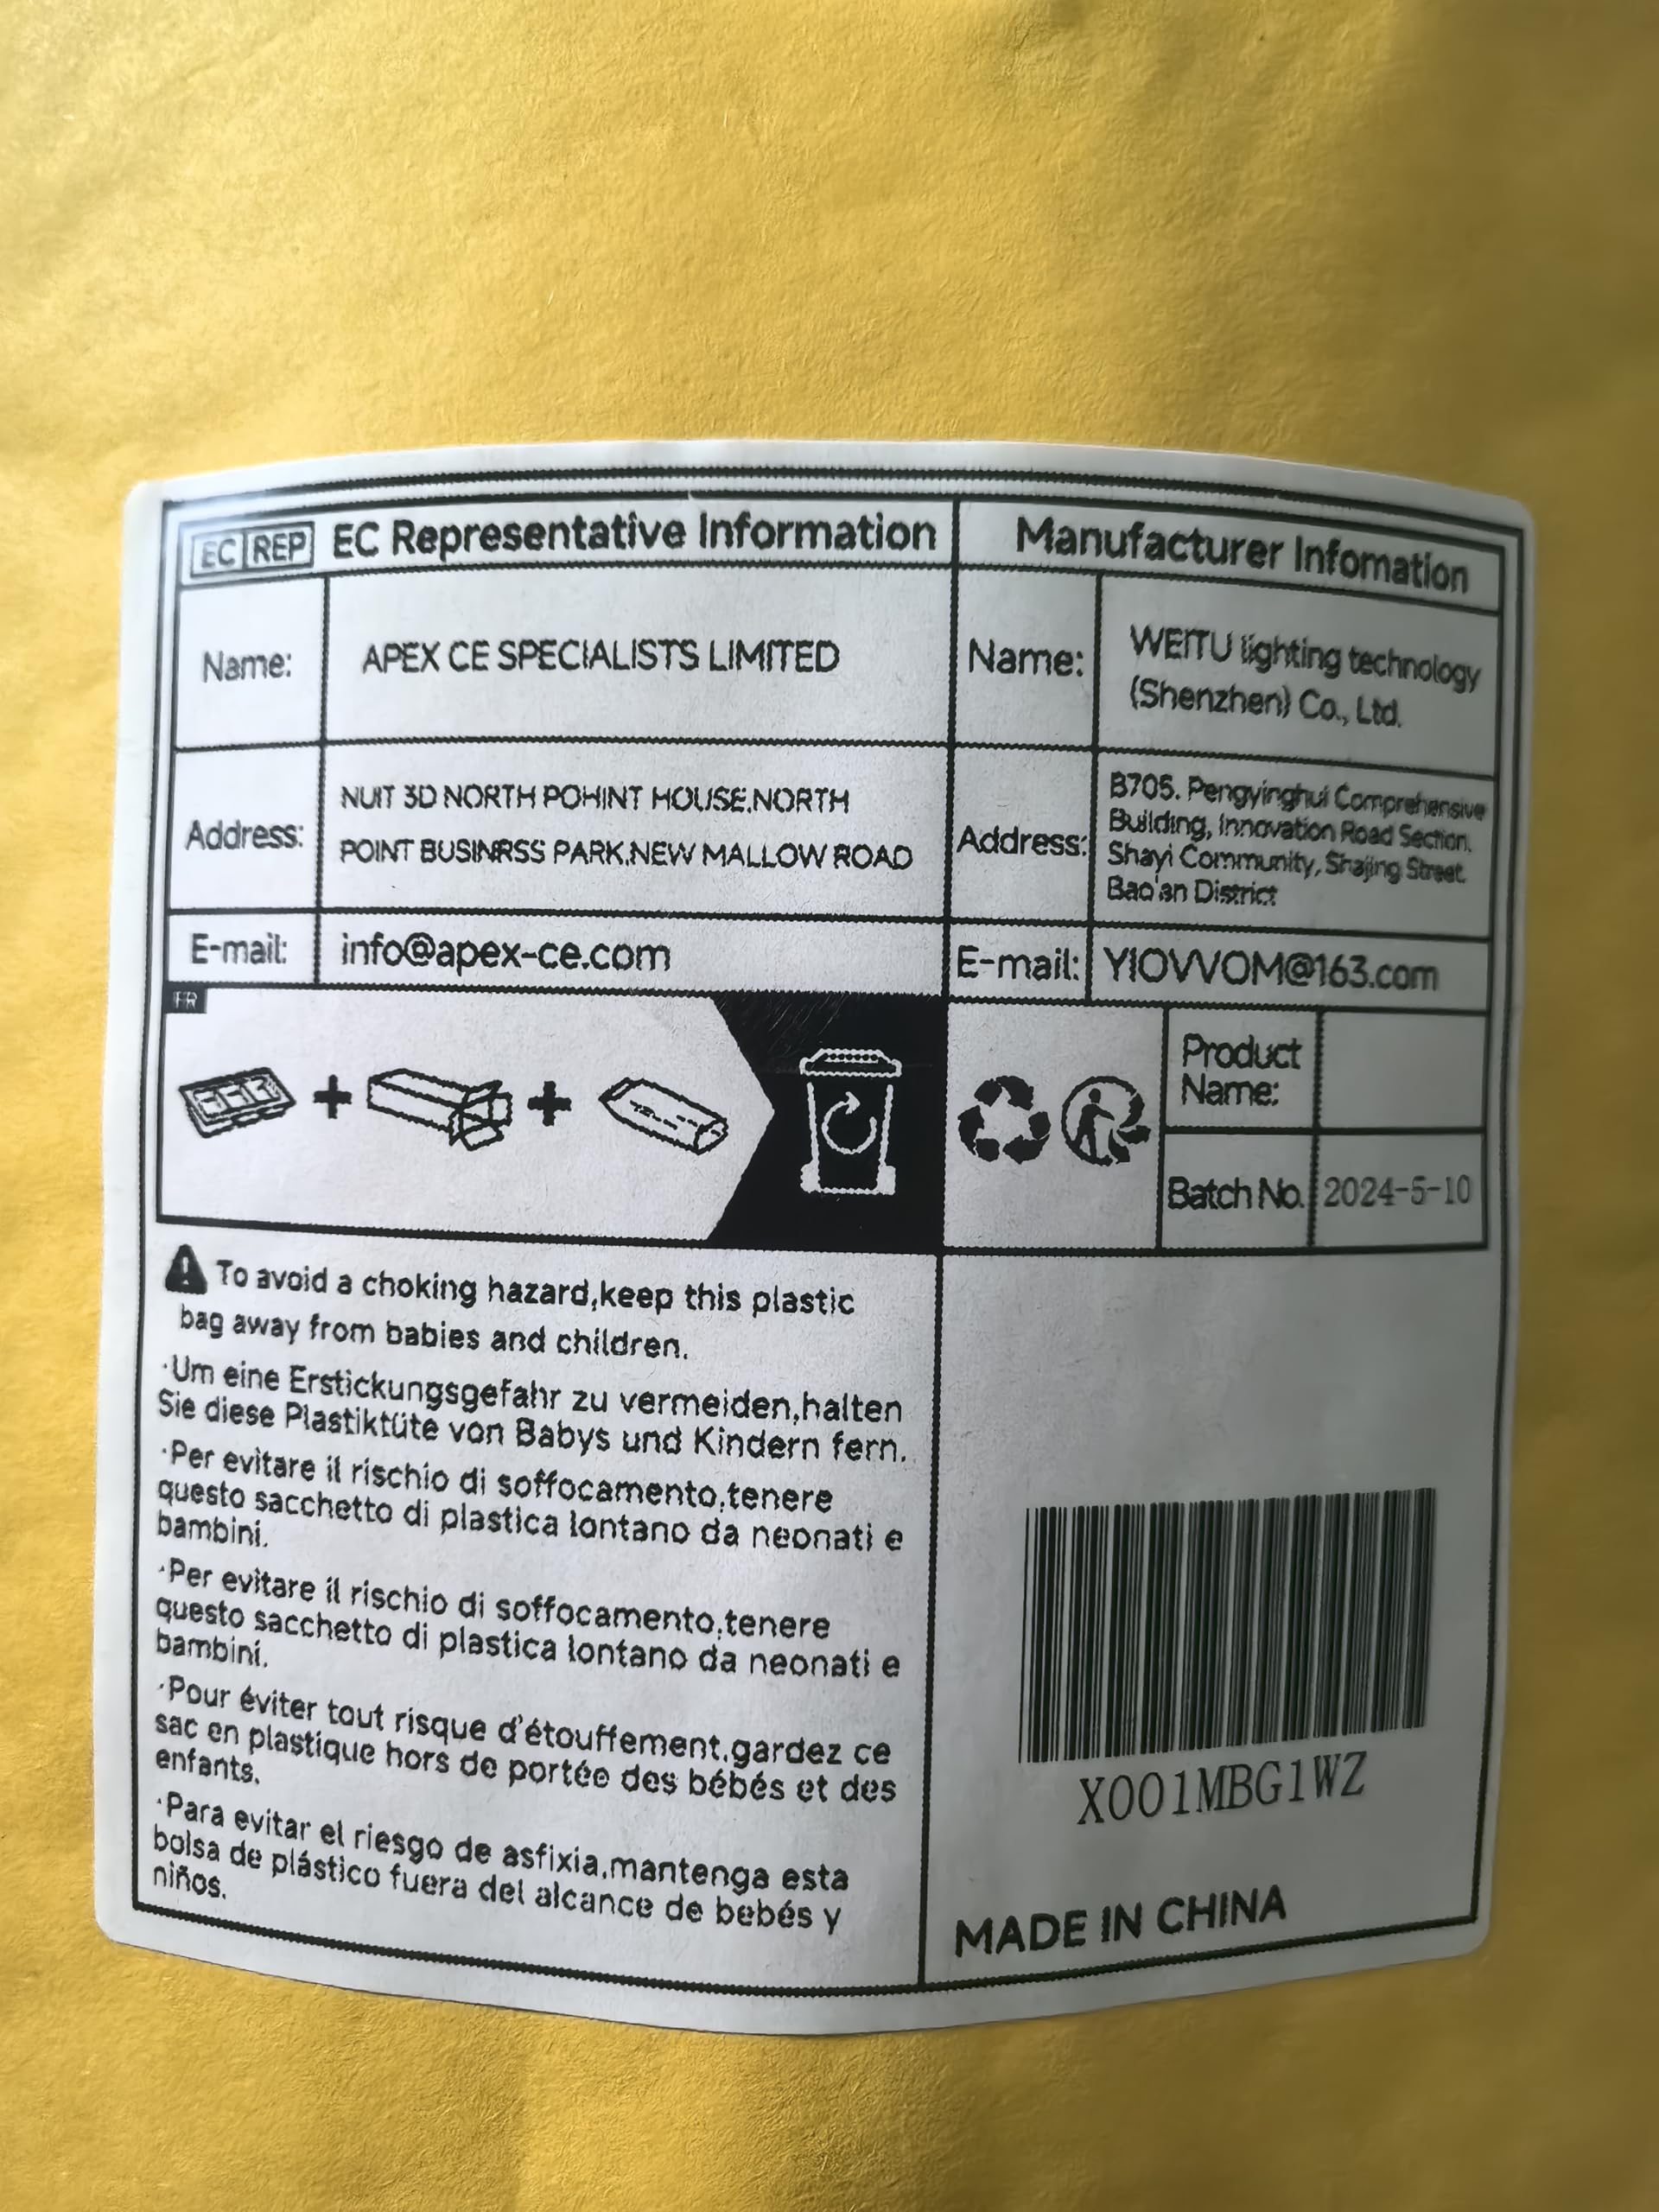 EC REP EC Representative Information
Name: APEX CE SPECIALISTS LIMITED
Address: NUIT 3D NORTH POHINT HOUSE,NORTH
POINT BUSINRSS PARK,NEW MALLOW ROAD
E-mail: info@apex-ce.com
Manufacturer Infomation
Name: WEITU lighting technology
(Shenzhen) Co., Ltd.
Address: B705. Pengyinghui Comprehensive
Building, Innovation Road Section.
Shayi Community, Shajing Street.
Bao'an District
E-mail: YIOVVOM@163.com
FR
Product
Name:
Batch No. 2024-5-10
To avoid a choking hazard,keep this plastic
bag away from babies and children.
·Um eine Erstickungsgefahr zu vermeiden,halten
Sie diese Plastiktüte von Babys und Kindern fern.
·Per evitare il rischio di soffocamento,tenere
questo sacchetto di plastica lontano da neonati e
bambini.
·Per evitare il rischio di soffocamento,tenere
questo sacchetto di plastica lontano da neonati e
bambini.
·Pour éviter tout risque d'étouffement,gardez ce
sac en plastique hors de portée des bébés et des
enfants.
·Para evitar el riesgo de asfixia,mantenga esta
bolsa de plástico fuera del alcance de bebés y
niños.
X001MBG1WZ
MADE IN CHINA